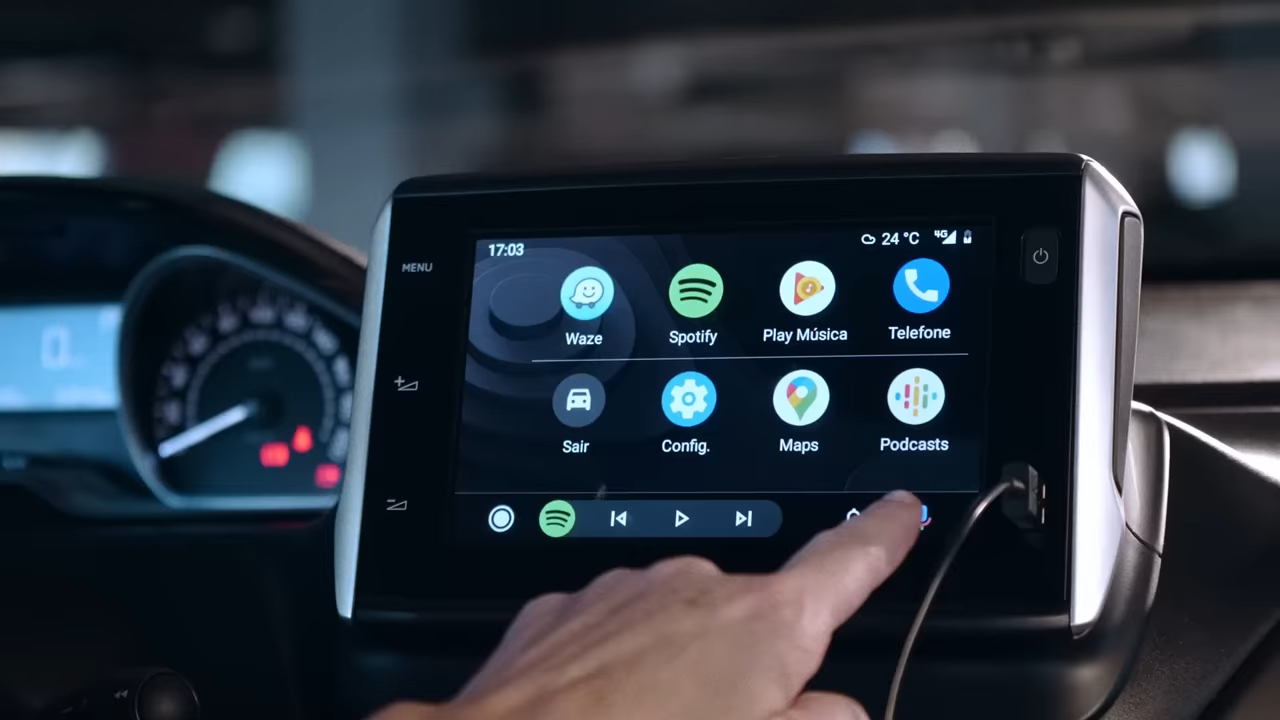 MENU
17:03
24 °C 4G
Waze
Spotify
Play Música
Telefone
Sair
Config.
Maps
Podcasts